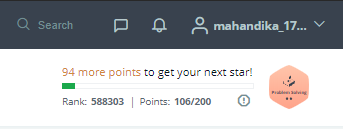 Search mahandika_17...
94 more points to get your next star!
Rank: 588303 | Points: 106/200
Problem Solving